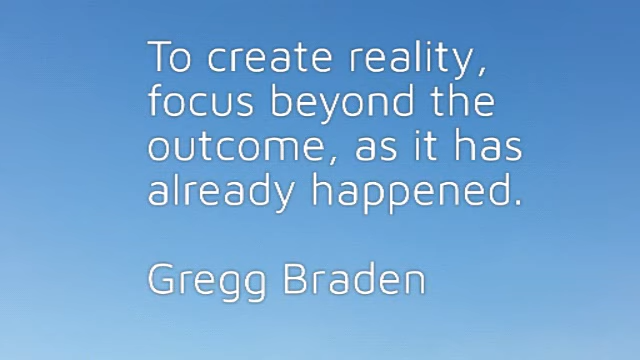 To create reality,
focus beyond the
outcome, as it has
already happened.
Gregg Braden